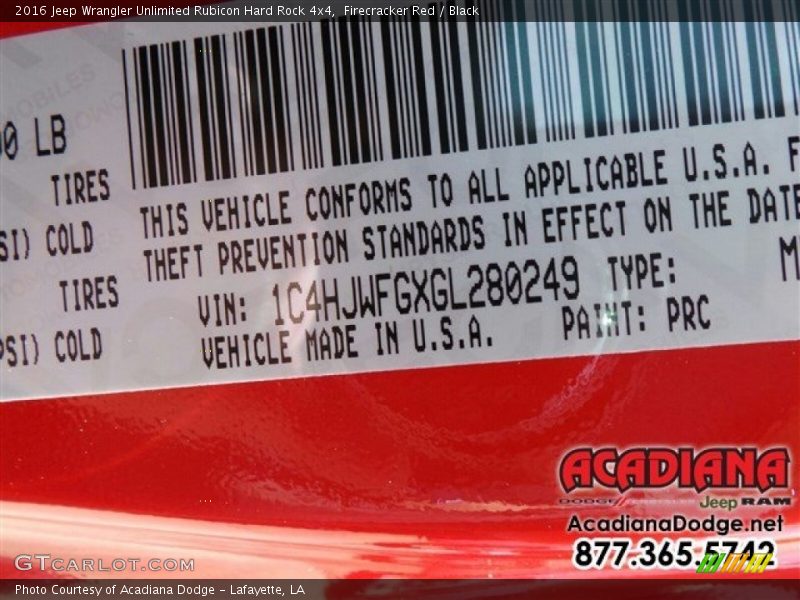 2016 Jeep Wrangler Unlimited Rubicon Hard Rock 4x4, Firecracker Red / Black
0 LB
TIRES
SI) COLD
TIRES
PSI) COLD
THIS VEHICLE CONFORMS TO ALL APPLICABLE U.S.A. F
THEFT PREVENTION STANDARDS IN EFFECT ON THE DATE
VIN: 1C4HJWFGXGL280249 TYPE: M
VEHICLE MADE IN U.S.A. PAINT: PRC
ACADIANA
DODGE CHRYSLER Jeep RAM
AcadianaDodge.net
877.365.5742
GTCARLOT.COM
Photo Courtesy of Acadiana Dodge - Lafayette, LA